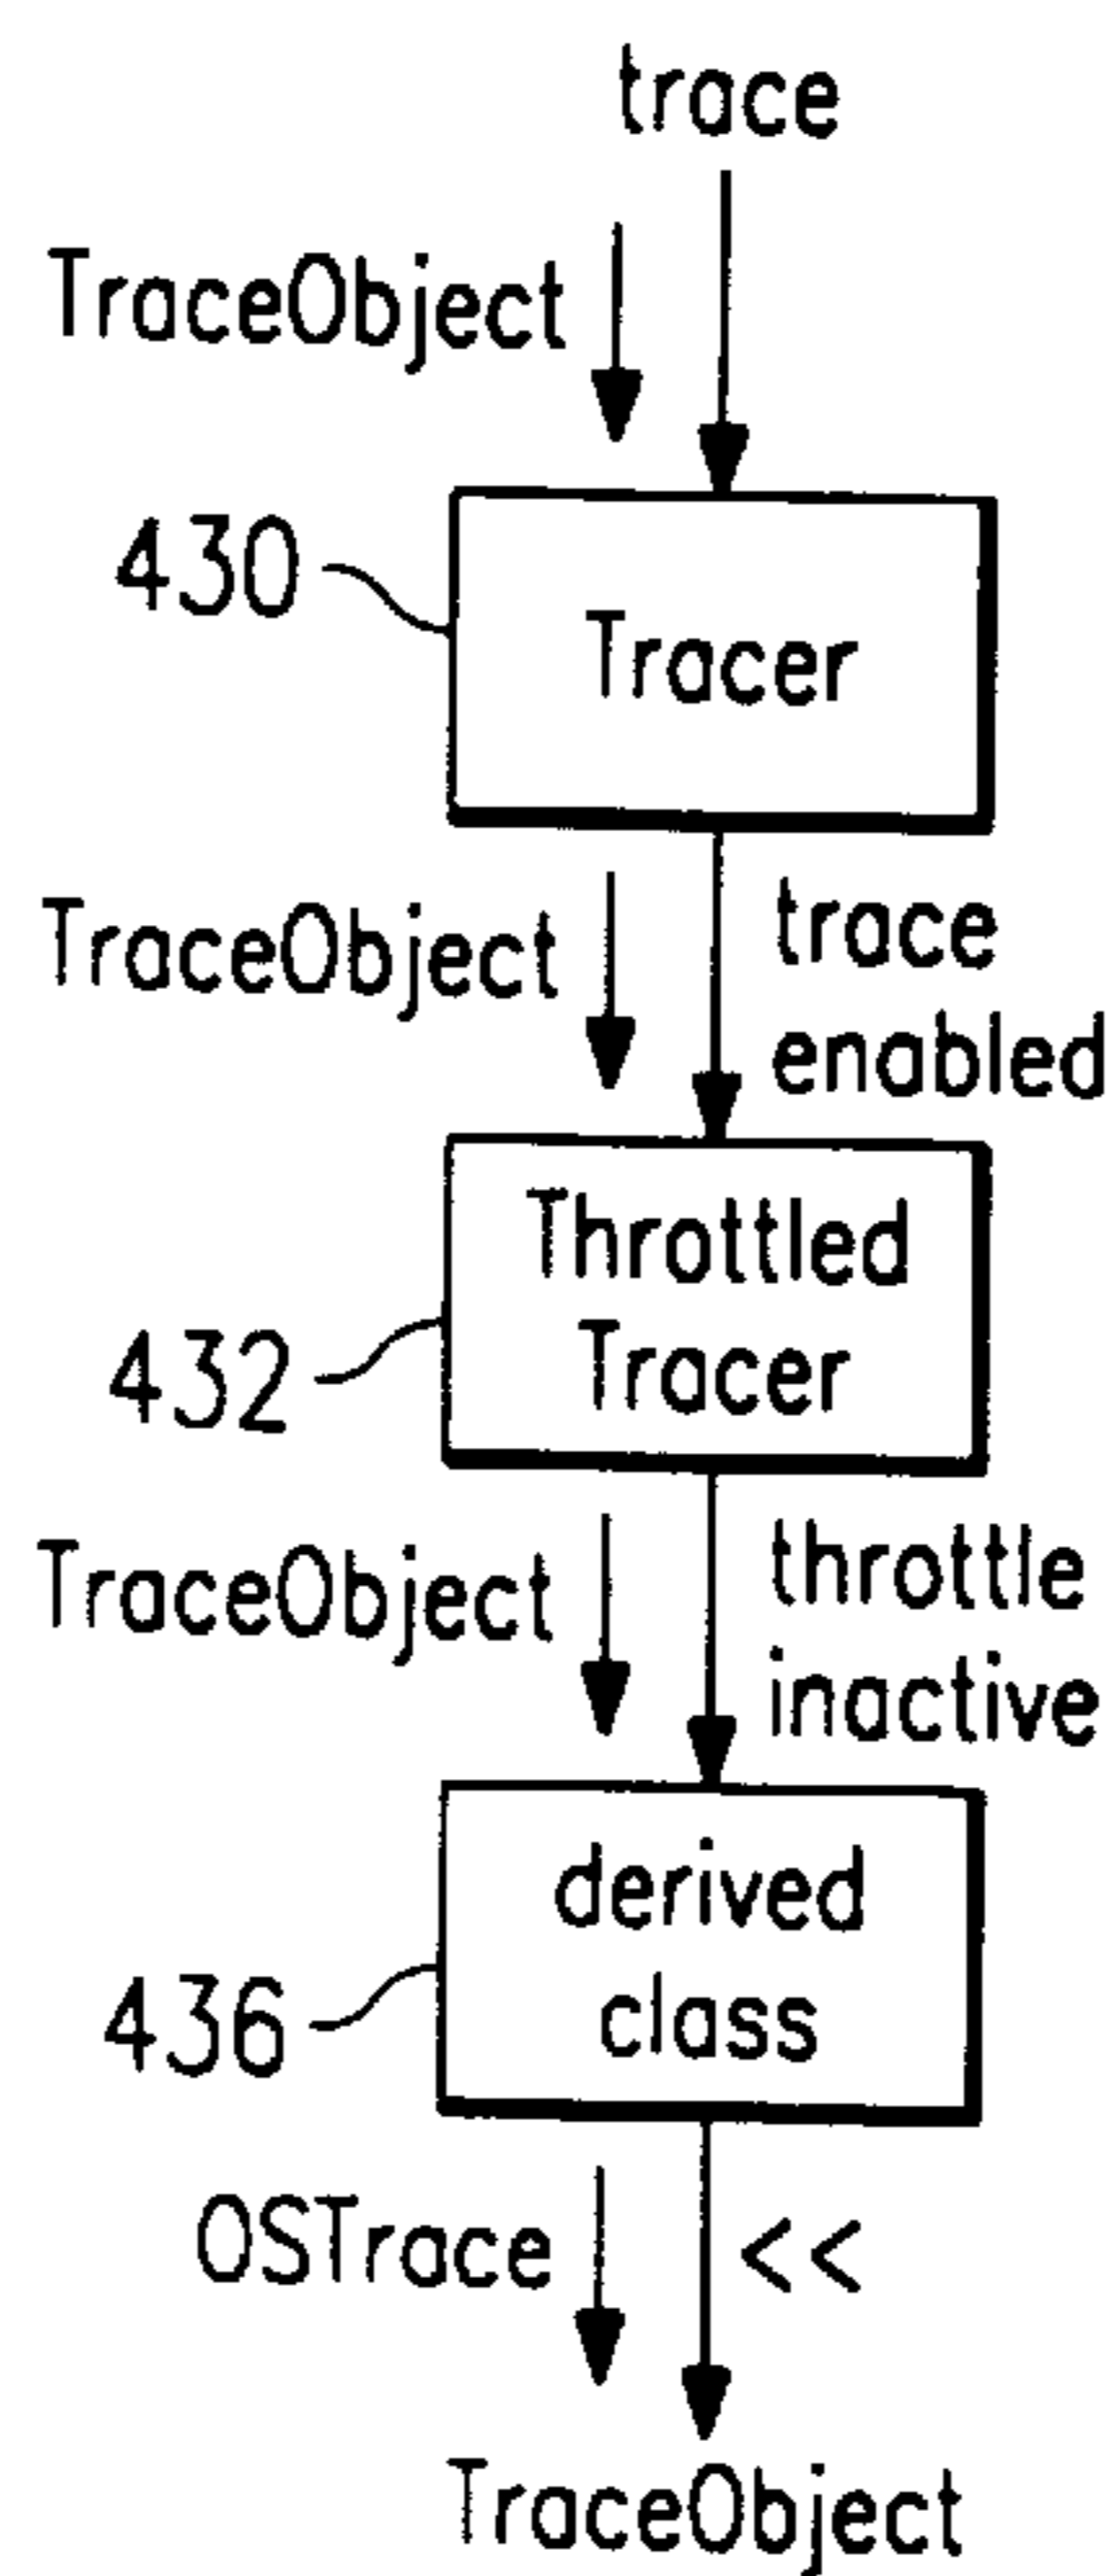 trace
TraceObject
430
Tracer
TraceObject
trace
enabled
Throttled
Tracer
432
TraceObject
throttle
inactive
derived
class
436
OSTrace
<<
TraceObject